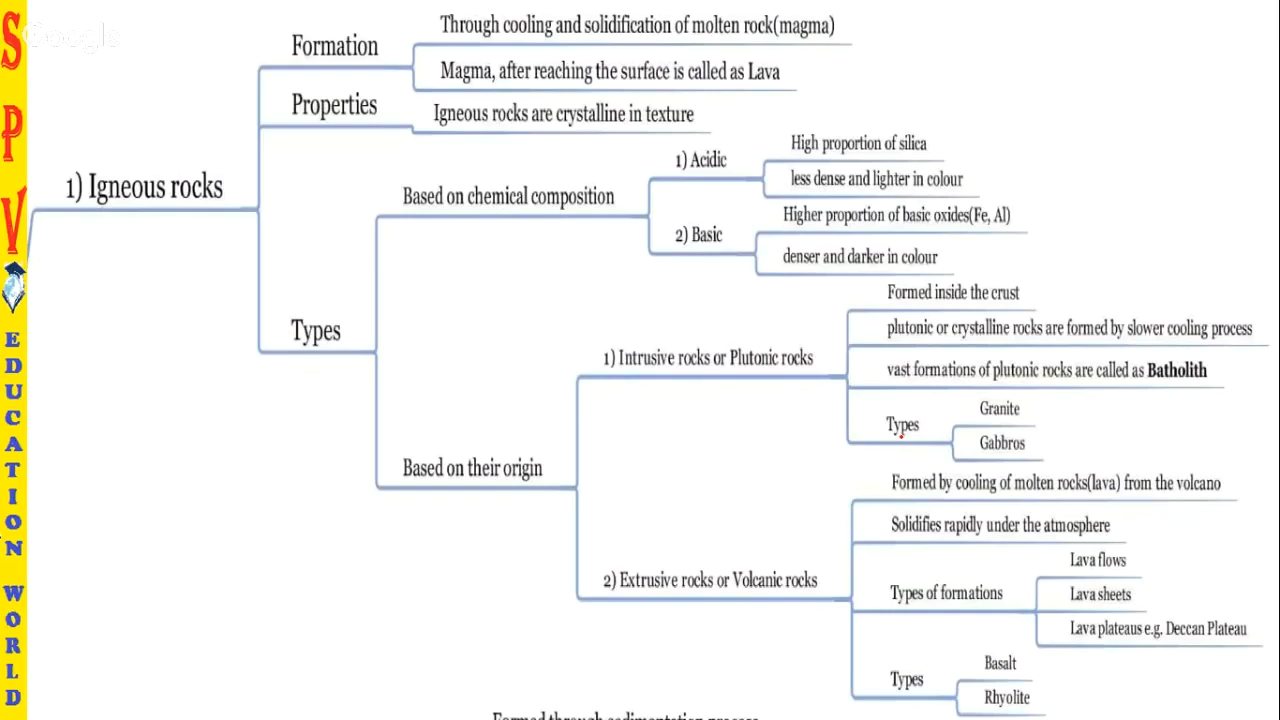 S
P
V
EDUCATION
WORLD
Google
1) Igneous rocks
Formation
Through cooling and solidification of molten rock(magma)
Magma, after reaching the surface is called as Lava
Properties
Igneous rocks are crystalline in texture
Types
Based on chemical composition
1) Acidic
High proportion of silica
less dense and lighter in colour
2) Basic
Higher proportion of basic oxides(Fe, Al)
denser and darker in colour
Based on their origin
1) Intrusive rocks or Plutonic rocks
Formed inside the crust
plutonic or crystalline rocks are formed by slower cooling process
vast formations of plutonic rocks are called as Batholith
Types
Granite
Gabbros
2) Extrusive rocks or Volcanic rocks
Formed by cooling of molten rocks(lava) from the volcano
Solidifies rapidly under the atmosphere
Types of formations
Lava flows
Lava sheets
Lava plateaus e.g. Deccan Plateau
Types
Basalt
Rhyolite
Formed through sedimentation process